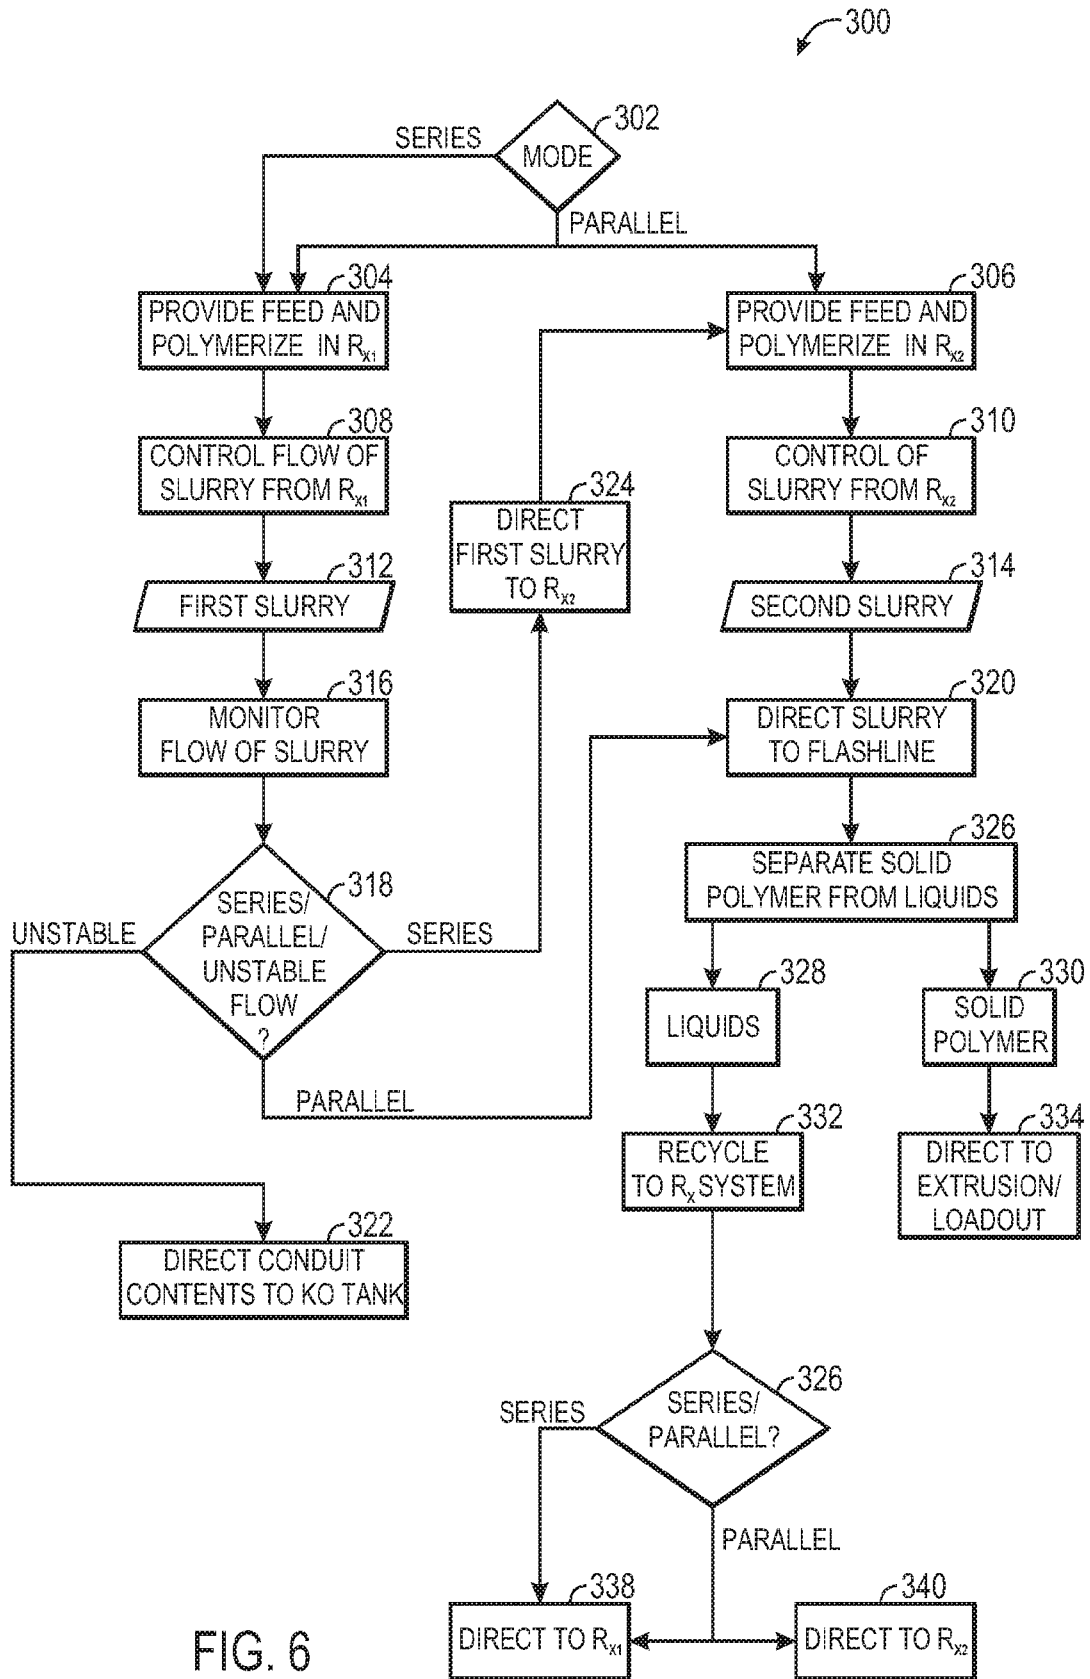 300
302
SERIES
MODE
PARALLEL
304
PROVIDE FEED AND
POLYMERIZE IN RX1
306
PROVIDE FEED AND
POLYMERIZE IN RX2
308
CONTROL FLOW OF
SLURRY FROM RX1
310
CONTROL OF
SLURRY FROM RX2
324
DIRECT
FIRST SLURRY
TO RX2
312
FIRST SLURRY
314
SECOND SLURRY
316
MONITOR
FLOW OF SLURRY
320
DIRECT SLURRY
TO FLASHLINE
318
SERIES/
PARALLEL/
UNSTABLE
FLOW
?
UNSTABLE
SERIES
PARALLEL
326
SEPARATE SOLID
POLYMER FROM LIQUIDS
328
LIQUIDS
330
SOLID
POLYMER
332
RECYCLE
TO RX SYSTEM
334
DIRECT TO
EXTRUSION/
LOADOUT
322
DIRECT CONDUIT
CONTENTS TO KO TANK
326
SERIES/
PARALLEL?
SERIES
PARALLEL
338
DIRECT TO RX1
340
DIRECT TO RX2
FIG. 6